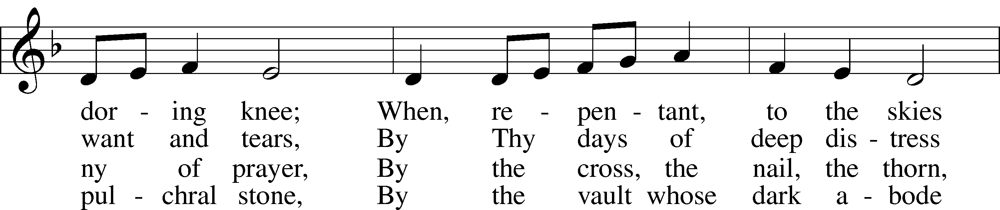 dor - ing knee; When, re - pen - tant, to the skies
want and tears, By Thy days of deep dis - tress
ny of prayer, By the cross, the nail, the thorn,
pul - chral stone, By the vault whose dark a - bode